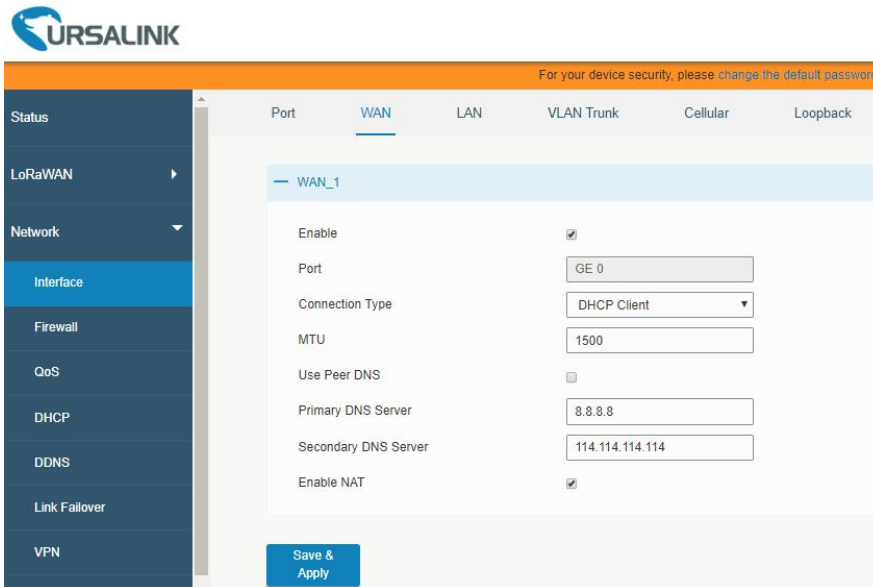 URSALINK
For your device security, please change the default password
Status
LoRaWAN
Network
Interface
Firewall
QoS
DHCP
DDNS
Link Failover
VPN
Port WAN LAN VLAN Trunk Cellular Loopback
WAN_1
Enable
Port GE 0
Connection Type DHCP Client
MTU 1500
Use Peer DNS
Primary DNS Server 8.8.8.8
Secondary DNS Server 114.114.114.114
Enable NAT
Save &
Apply